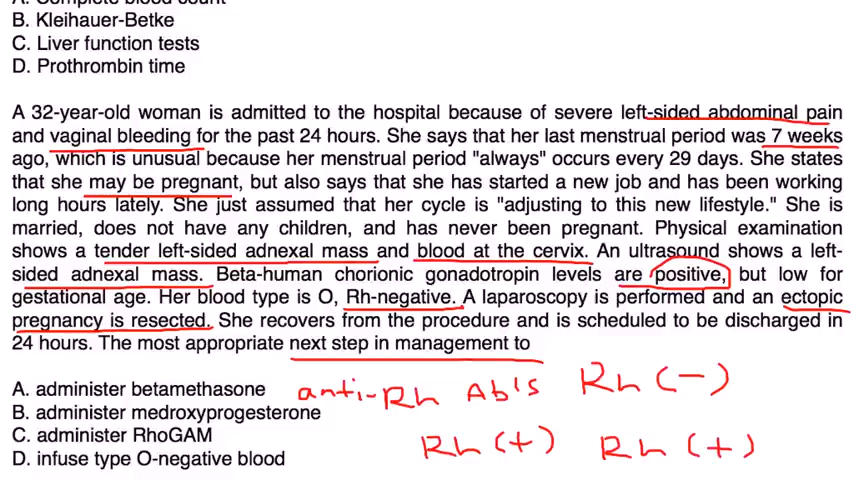 A. Complete blood count
B. Kleihauer-Betke
C. Liver function tests
D. Prothrombin time
A 32-year-old woman is admitted to the hospital because of severe left-sided abdominal pain
and vaginal bleeding for the past 24 hours. She says that her last menstrual period was 7 weeks
ago, which is unusual because her menstrual period "always" occurs every 29 days. She states
that she may be pregnant, but also says that she has started a new job and has been working
long hours lately. She just assumed that her cycle is "adjusting to this new lifestyle." She is
married, does not have any children, and has never been pregnant. Physical examination
shows a tender left-sided adnexal mass and blood at the cervix. An ultrasound shows a left-
sided adnexal mass. Beta-human chorionic gonadotropin levels are positive, but low for
gestational age. Her blood type is O, Rh-negative. A laparoscopy is performed and an ectopic
pregnancy is resected. She recovers from the procedure and is scheduled to be discharged in
24 hours. The most appropriate next step in management to
A. administer betamethasone anti-Rh Ab's Rh (-)
B. administer medroxyprogesterone
C. administer RhoGAM Rh (+) Rh (+)
D. infuse type O-negative blood